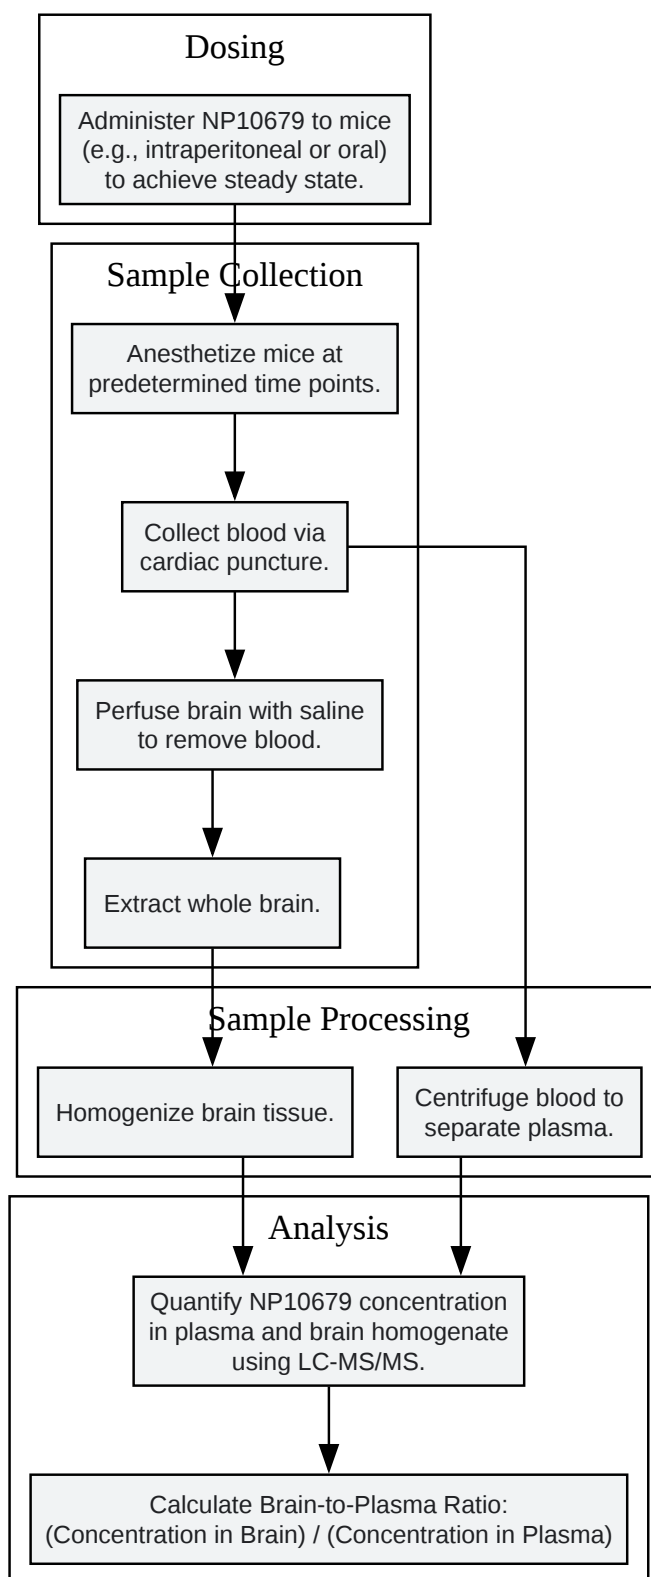 Dosing
Administer NP10679 to mice
(e.g., intraperitoneal or oral)
to achieve steady state.
Sample Collection
Anesthetize mice at
predetermined time points.
Collect blood via
cardiac puncture.
Perfuse brain with saline
to remove blood.
Extract whole brain.
Sample Processing
Homogenize brain tissue.
Centrifuge blood to
separate plasma.
Analysis
Quantify NP10679 concentration
in plasma and brain homogenate
using LC-MS/MS.
Calculate Brain-to-Plasma Ratio:
(Concentration in Brain) / (Concentration in Plasma)